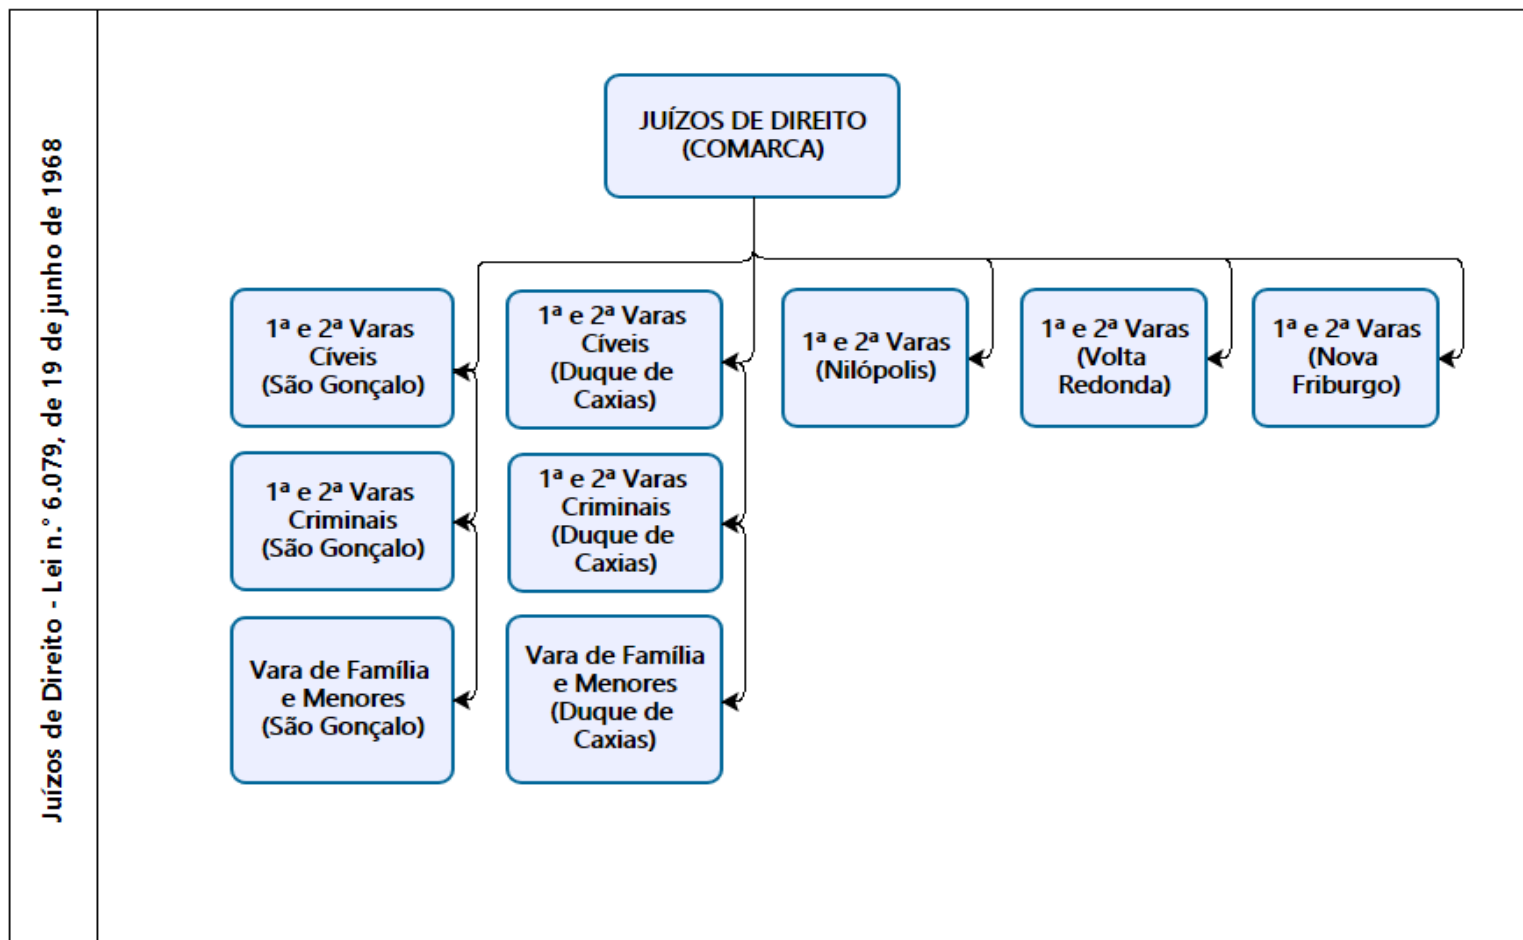 Juízos de Direito - Lei n.° 6.079, de 19 de junho de 1968
JUÍZOS DE DIREITO
(COMARCA)
1ª e 2ª Varas
Cíveis
(São Gonçalo)
1ª e 2ª Varas
Cíveis
(Duque de
Caxias)
1ª e 2ª Varas
(Nilópolis)
1ª e 2ª Varas
(Volta
Redonda)
1ª e 2ª Varas
(Nova
Friburgo)
1ª e 2ª Varas
Criminais
(São Gonçalo)
1ª e 2ª Varas
Criminais
(Duque de
Caxias)
Vara de Família
e Menores
(São Gonçalo)
Vara de Família
e Menores
(Duque de
Caxias)